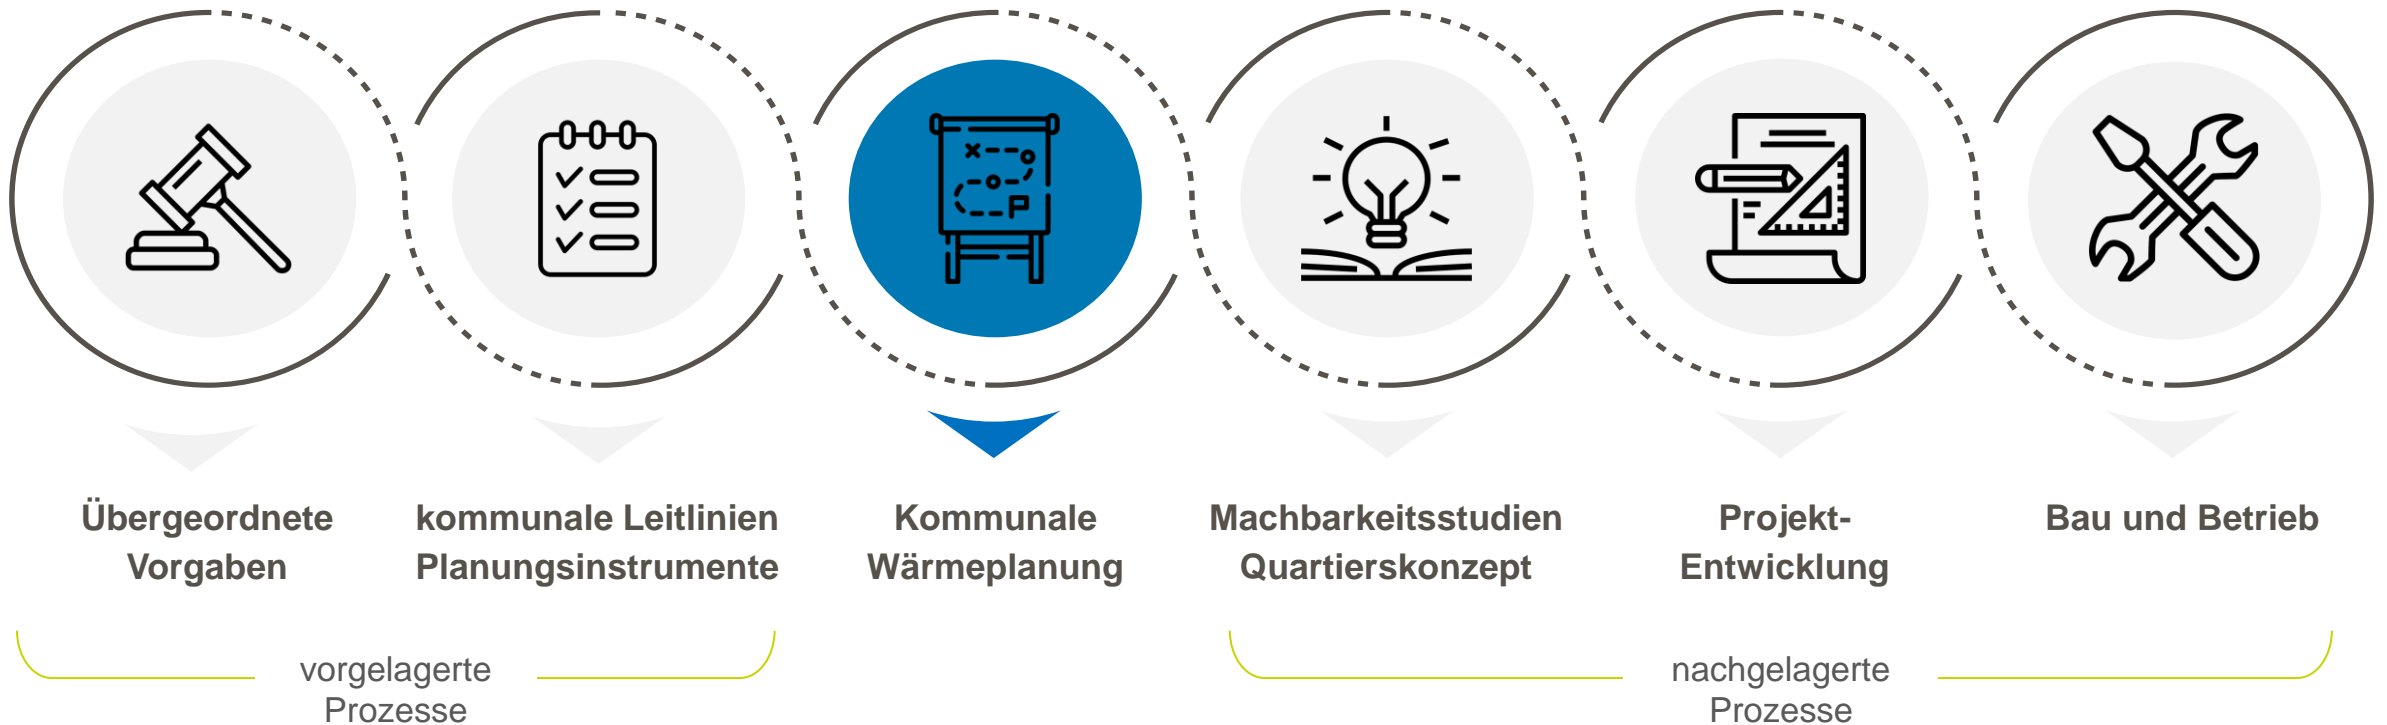 Übergeordnete
Vorgaben
kommunale Leitlinien
Planungsinstrumente
Kommunale
Wärmeplanung
Machbarkeitsstudien
Quartierskonzept
Projekt-
Entwicklung
Bau und Betrieb
vorgelagerte
Prozesse
nachgelagerte
Prozesse